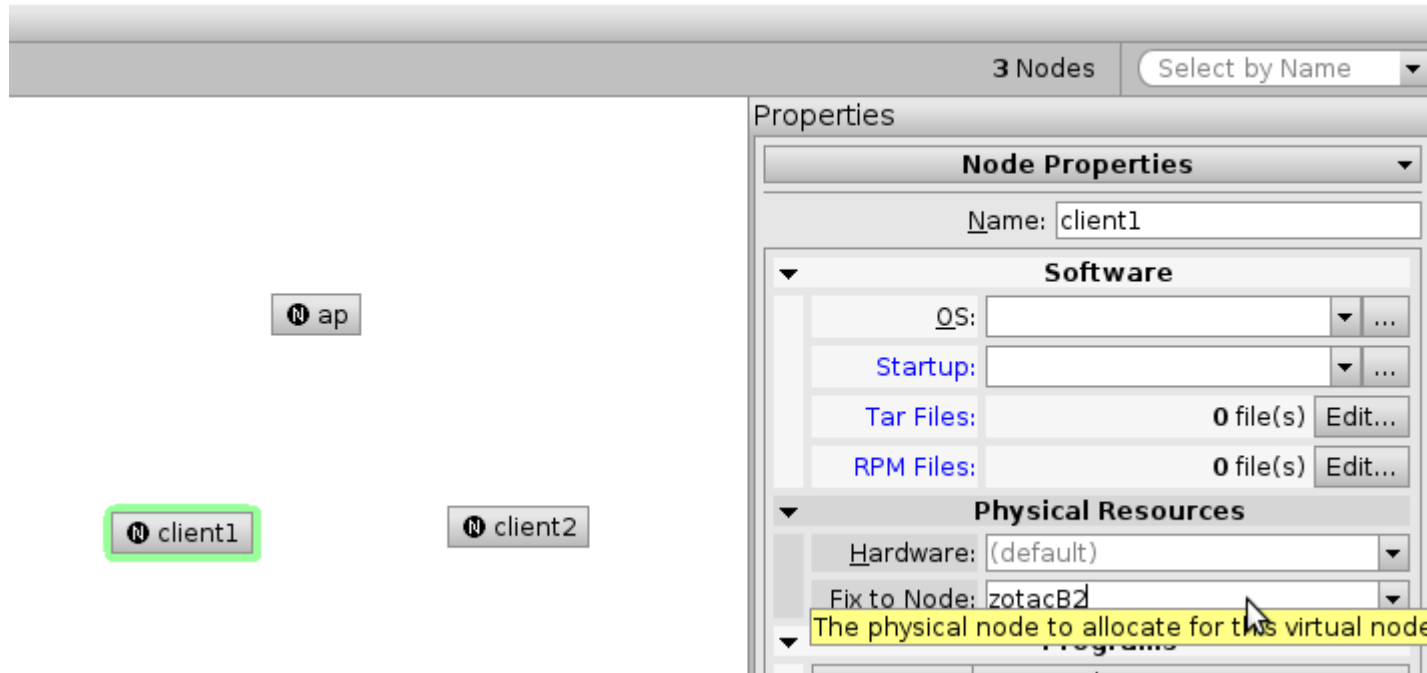 3 Nodes
Select by Name
Properties
Node Properties
Name: client1
Software
OS:
...
Startup:
...
Tar Files: 0 file(s) Edit...
RPM Files: 0 file(s) Edit...
Physical Resources
Hardware: (default)
Fix to Node: zotacB2
The physical node to allocate for this virtual node
Programs
N ap
N client1
N client2